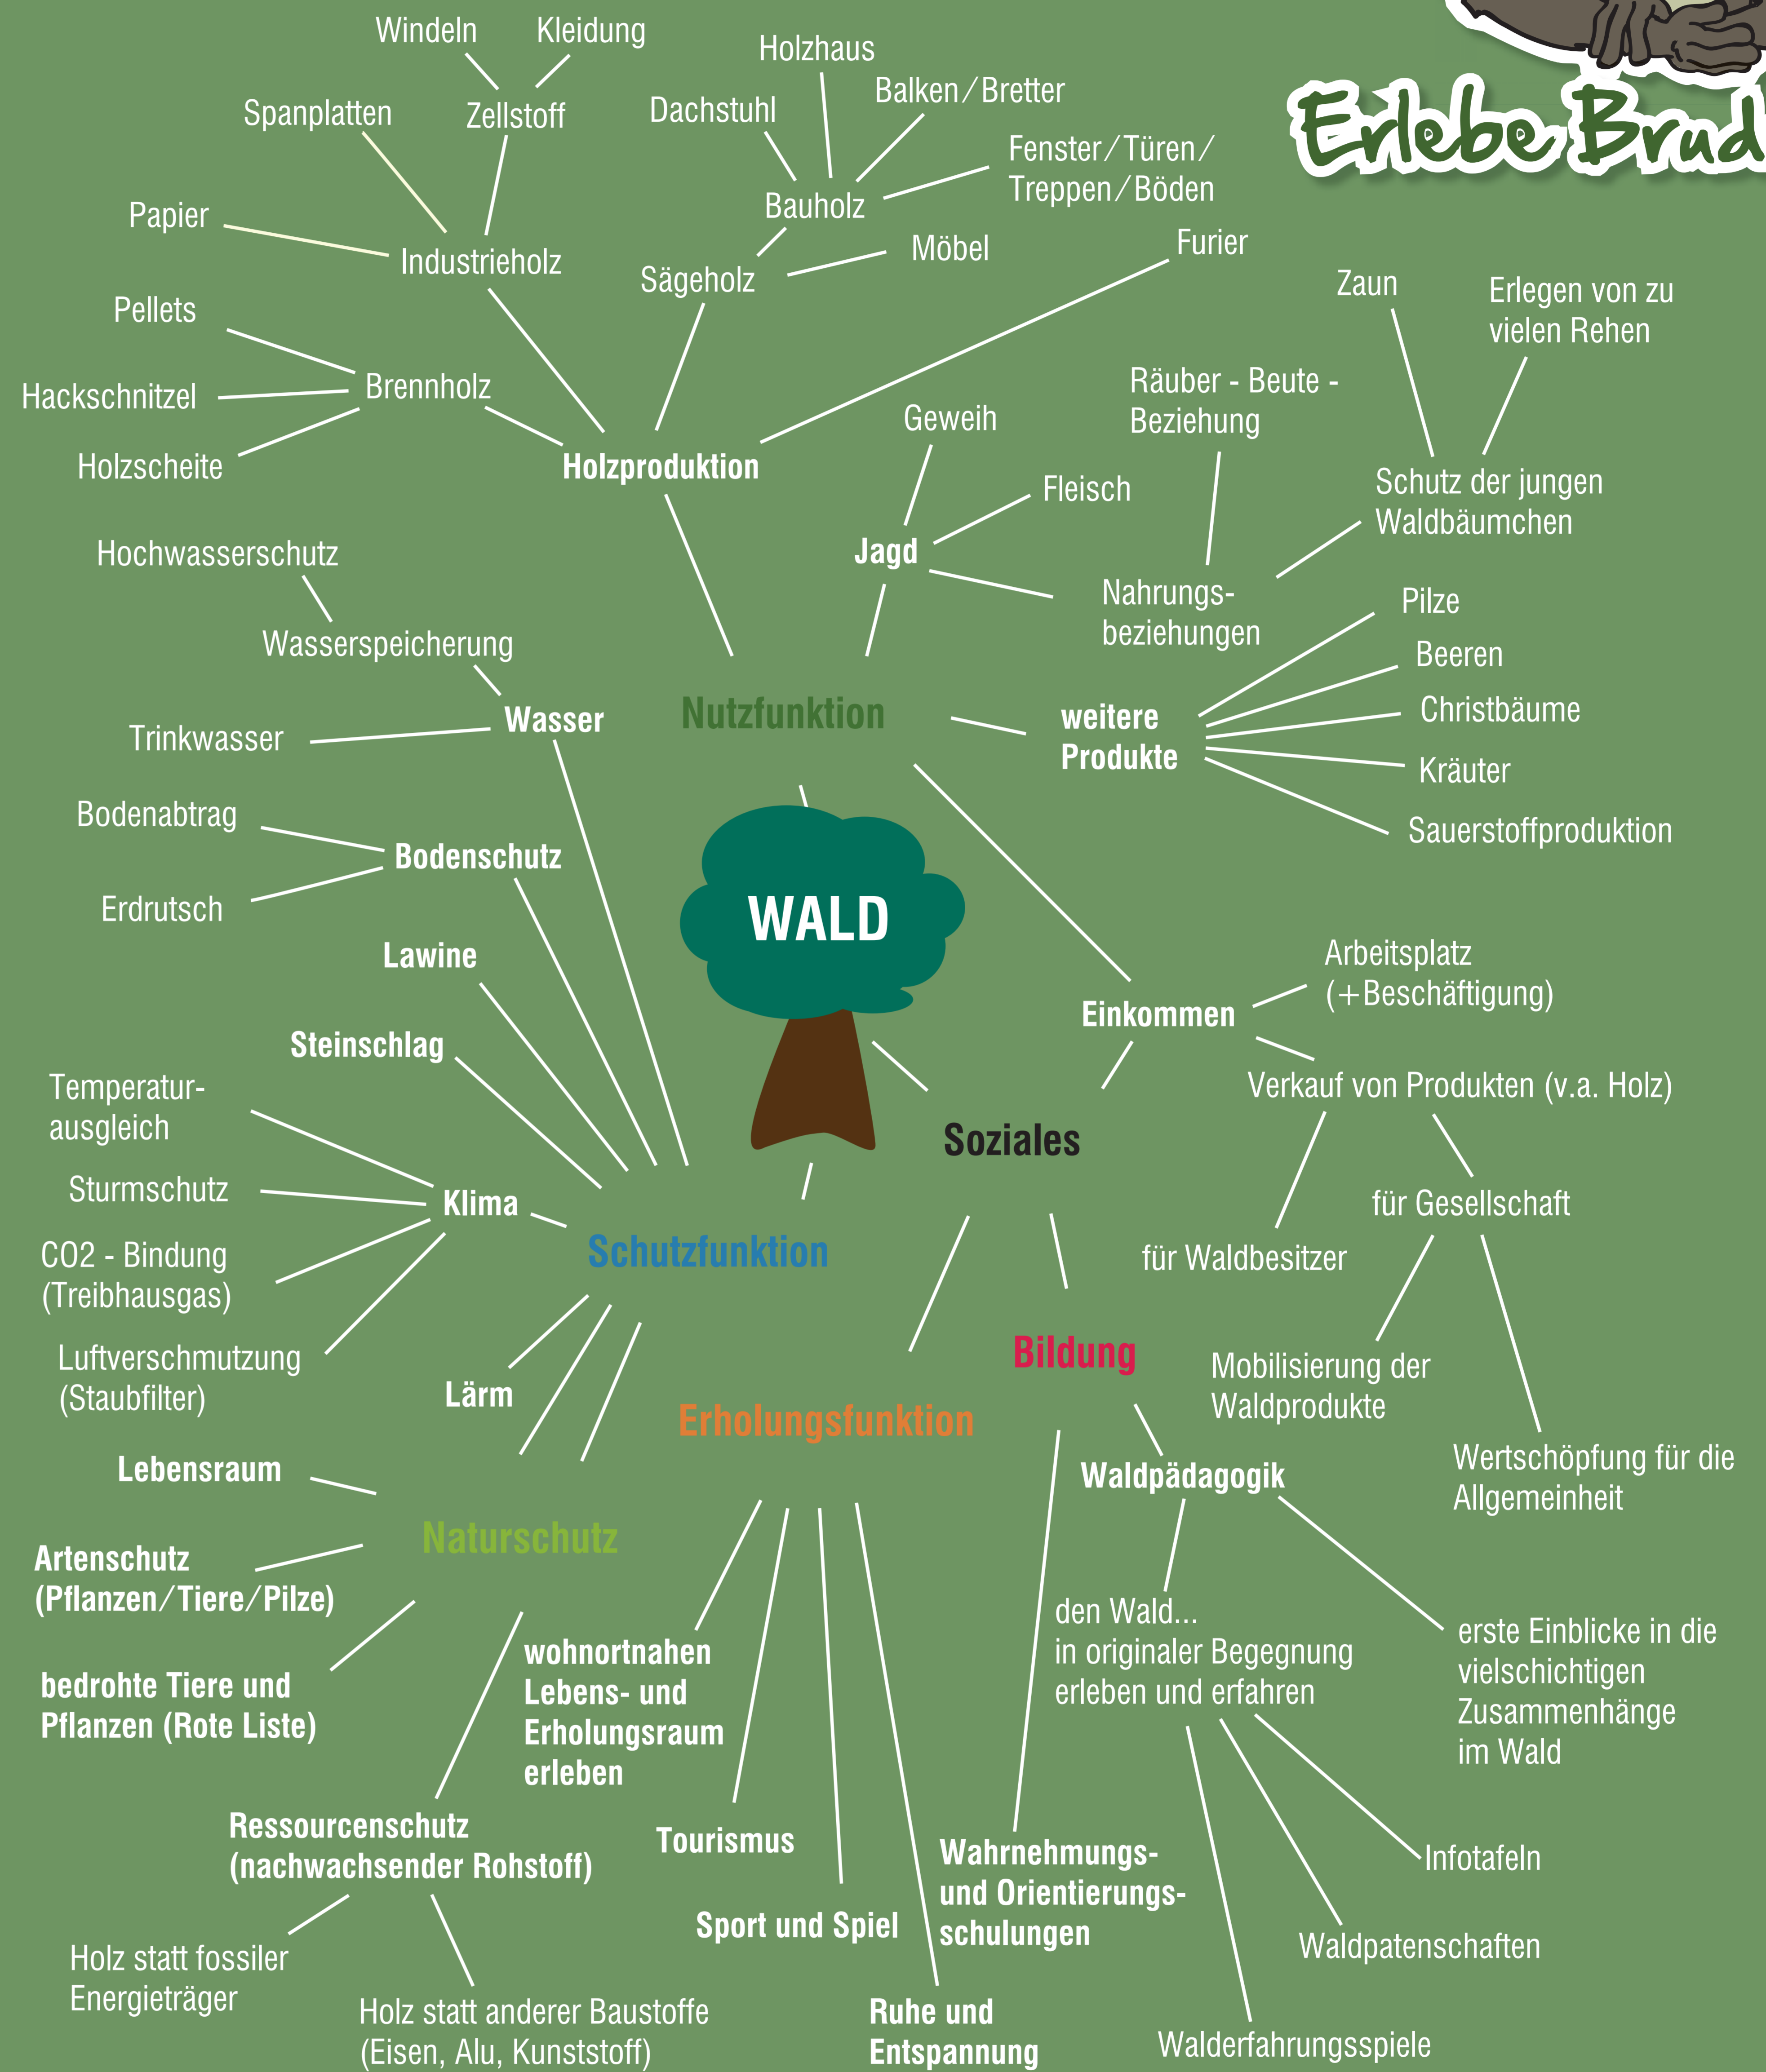 Windeln
Kleidung
Holzhaus
Spanplatten
Zellstoff
Dachstuhl
Balken/Bretter
Erlebe
Fenster/Türen/
Treppen/Böden
Papier
Bauholz
Industrieholz
Sägeholz
Möbel
Furier
Zaun
Erlegen von zu
vielen Rehen
Pellets
Hackschnitzel
Brennholz
Räuber - Beute -
Beziehung
Geweih
Holzscheite
Holzproduktion
Fleisch
Schutz der jungen
Waldbäumchen
Hochwasserschutz
Jagd
Nahrungs-
beziehungen
Pilze
Wasserspeicherung
Beeren
Wasser
Nutzfunktion
weitere
Produkte
Christbäume
Trinkwasser
Kräuter
Bodenabtrag
Sauerstoffproduktion
Bodenschutz
Erdrutsch
WALD
Lawine
Arbeitsplatz
(+Beschäftigung)
Einkommen
Steinschlag
Temperatur-
ausgleich
Verkauf von Produkten (v.a. Holz)
Soziales
Sturmschutz
Klima
für Gesellschaft
CO2 - Bindung
(Treibhausgas)
Schutzfunktion
für Waldbesitzer
Luftverschmutzung
(Staubfilter)
Bildung
Mobilisierung der
Waldprodukte
Lärm
Erholungsfunktion
Lebensraum
Waldpädagogik
Wertschöpfung für die
Allgemeinheit
Naturschutz
Artenschutz
(Pflanzen/Tiere/Pilze)
den Wald...
in originaler Begegnung
erleben und erfahren
erste Einblicke in die
vielschichtigen
Zusammenhänge
im Wald
wohnortnahen
Lebens- und
Erholungsraum
erleben
bedrohte Tiere und
Pflanzen (Rote Liste)
Ressourcenschutz
(nachwachsender Rohstoff)
Tourismus
Wahrnehmungs-
und Orientierungs-
schulungen
Infotafeln
Sport und Spiel
Waldpatenschaften
Holz statt fossiler
Energieträger
Holz statt anderer Baustoffe
(Eisen, Alu, Kunststoff)
Ruhe und
Entspannung
Walderfahrungsspiele